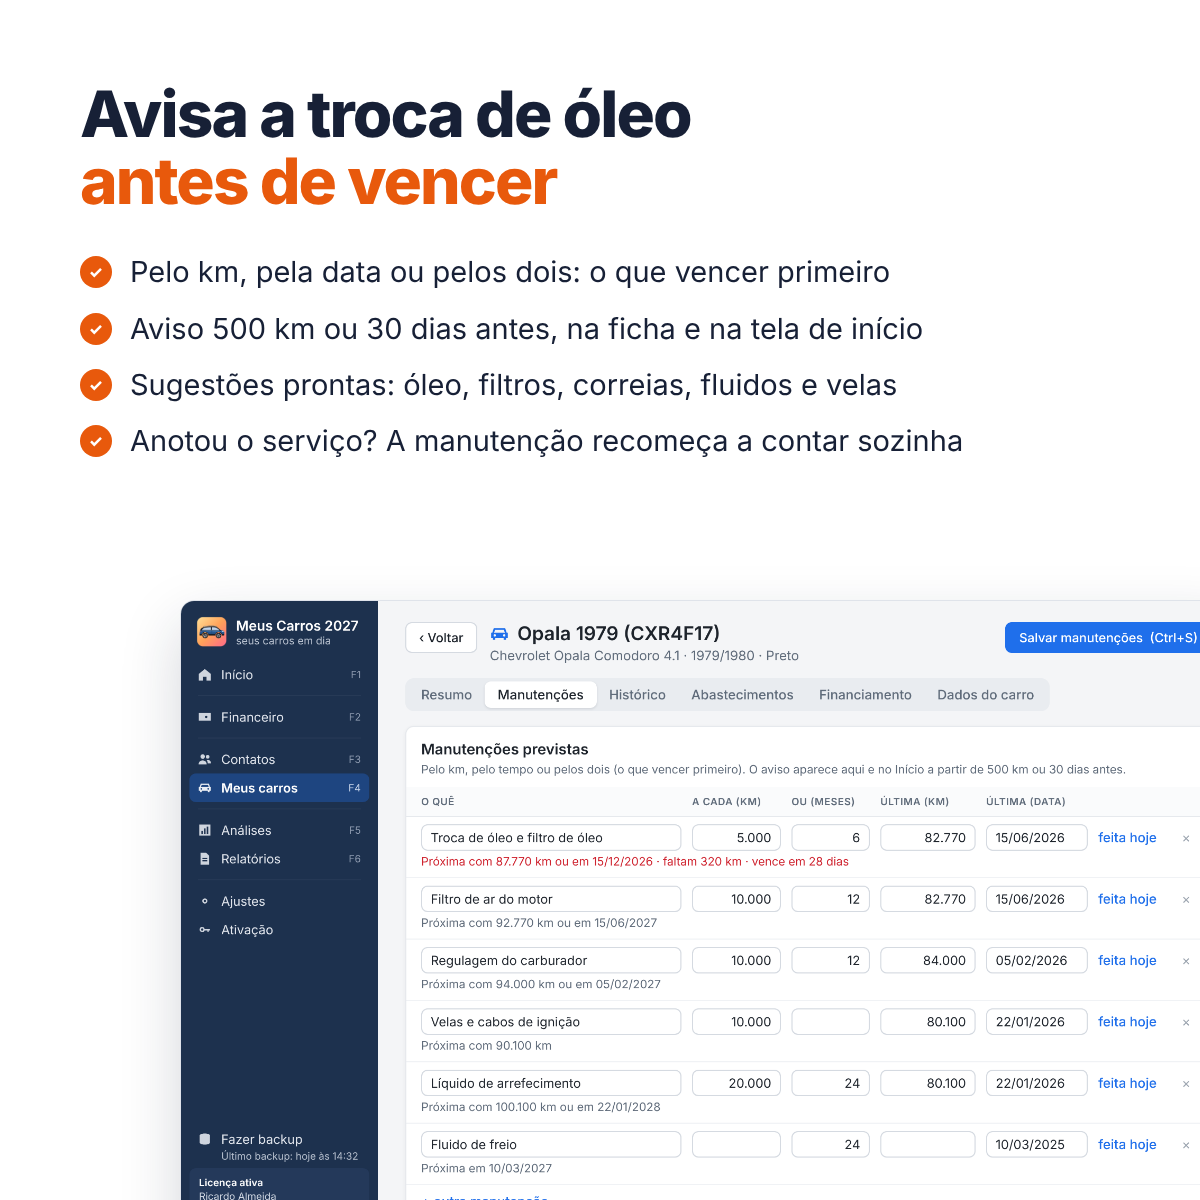 Avisa a troca de óleo
antes de vencer
Pelo km, pela data ou pelos dois: o que vencer primeiro
Aviso 500 km ou 30 dias antes, na ficha e na tela de início
Sugestões prontas: óleo, filtros, correias, fluidos e velas
Anotou o serviço? A manutenção recomeça a contar sozinha
Meus Carros 2027
seus carros em dia
Início F1
Financeiro F2
Contatos F3
Meus carros F4
Análises F5
Relatórios F6
Ajustes
Ativação
Fazer backup
Último backup: hoje às 14:32
Licença ativa
Ricardo Almeida
‹ Voltar
Opala 1979 (CXR4F17)
Chevrolet Opala Comodoro 4.1 · 1979/1980 · Preto
Salvar manutenções (Ctrl+S)
Resumo Manutenções Histórico Abastecimentos Financiamento Dados do carro
Manutenções previstas
Pelo km, pelo tempo ou pelos dois (o que vencer primeiro). O aviso aparece aqui e no Início a partir de 500 km ou 30 dias antes.
O QUÊ A CADA (KM) OU (MESES) ÚLTIMA (KM) ÚLTIMA (DATA)
Troca de óleo e filtro de óleo 5.000 6 82.770 15/06/2026 feita hoje ×
Próxima com 87.770 km ou em 15/12/2026 · faltam 320 km · vence em 28 dias
Filtro de ar do motor 10.000 12 82.770 15/06/2026 feita hoje ×
Próxima com 92.770 km ou em 15/06/2027
Regulagem do carburador 10.000 12 84.000 05/02/2026 feita hoje ×
Próxima com 94.000 km ou em 05/02/2027
Velas e cabos de ignição 10.000 80.100 22/01/2026 feita hoje ×
Próxima com 90.100 km
Líquido de arrefecimento 20.000 24 80.100 22/01/2026 feita hoje ×
Próxima com 100.100 km ou em 22/01/2028
Fluido de freio 24 10/03/2025 feita hoje ×
Próxima em 10/03/2027
+ outra manutenção